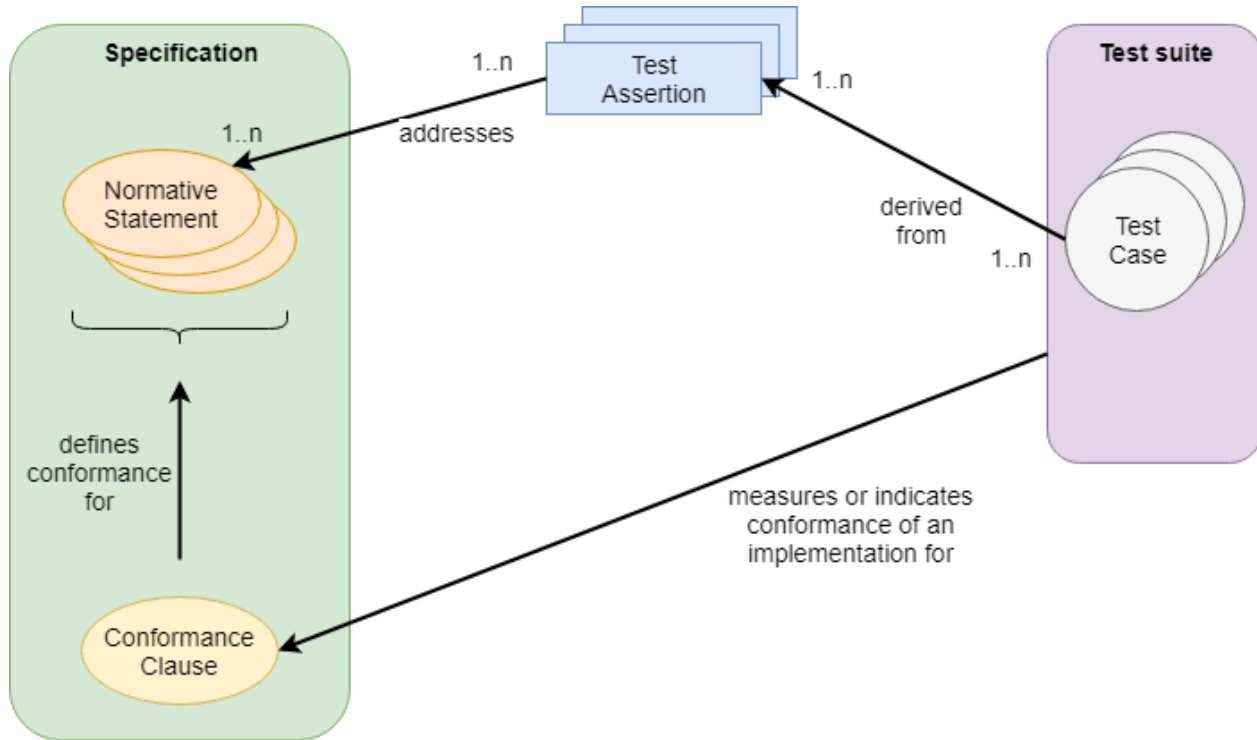 Specification
Test suite
1..n
Test
Assertion
1..n
1..n
addresses
Normative
Statement
derived
from
1..n
Test
Case
defines
conformance
for
measures or indicates
conformance of an
implementation for
Conformance
Clause